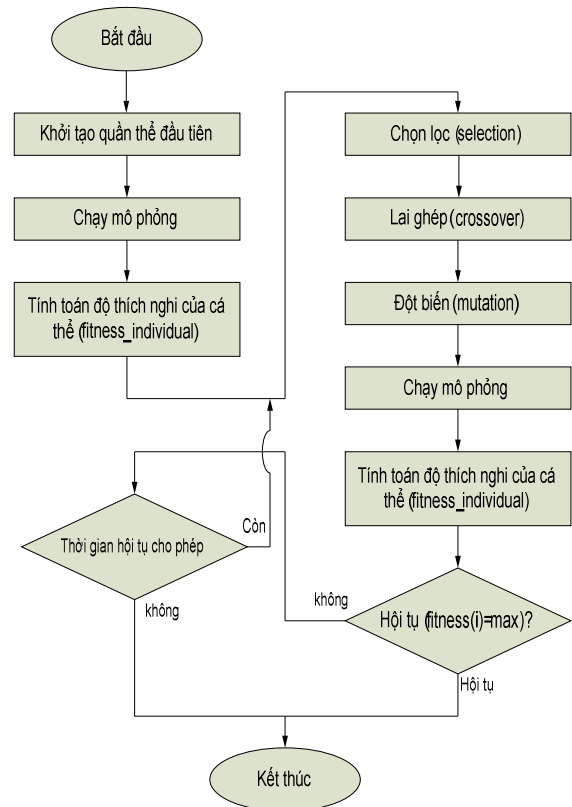 Bắt đầu
Khởi tạo quần thể đầu tiên
Chạy mô phỏng
Tính toán độ thích nghi của cá
thể (fitness_individual)
Chọn lọc (selection)
Lai ghép (crossover)
Đột biến (mutation)
Chạy mô phỏng
Tính toán độ thích nghi của cá
thể (fitness_individual)
Hội tụ (fitness(i)=max)?
không
Hội tụ
Thời gian hội tụ cho phép
Còn
không
Kết thúc